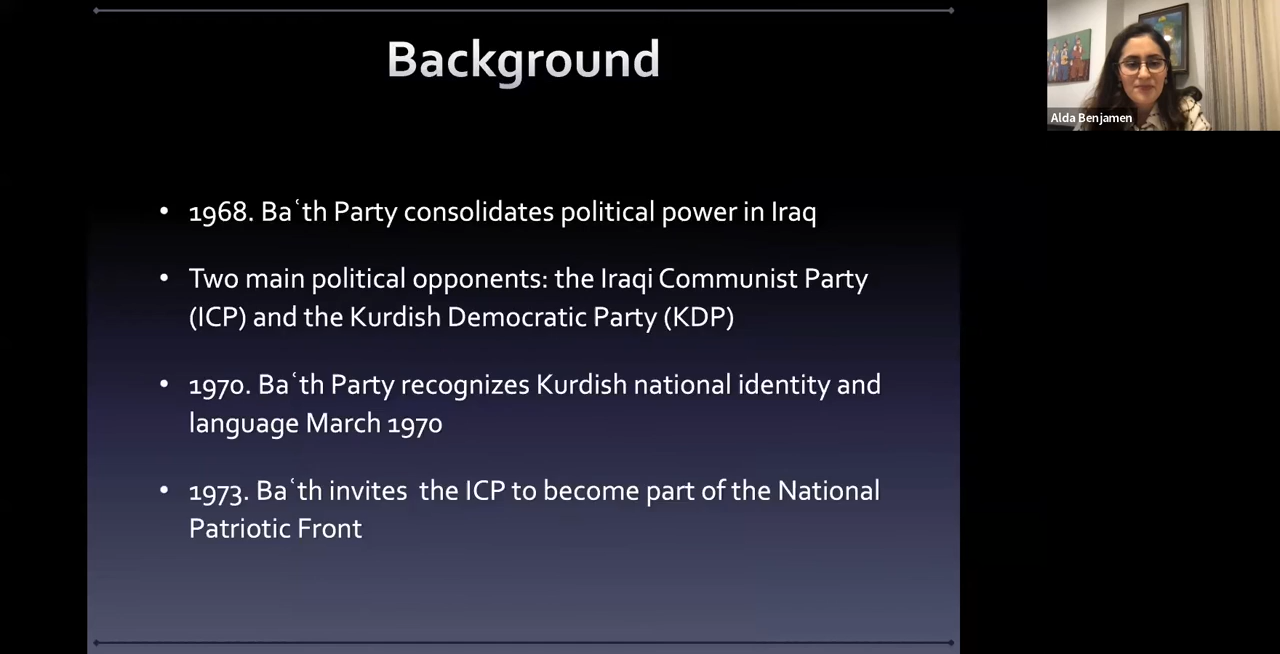 Background
Alda Benjamen
• 1968. Baʿth Party consolidates political power in Iraq
• Two main political opponents: the Iraqi Communist Party
(ICP) and the Kurdish Democratic Party (KDP)
• 1970. Baʿth Party recognizes Kurdish national identity and
language March 1970
• 1973. Baʿth invites  the ICP to become part of the National
Patriotic Front